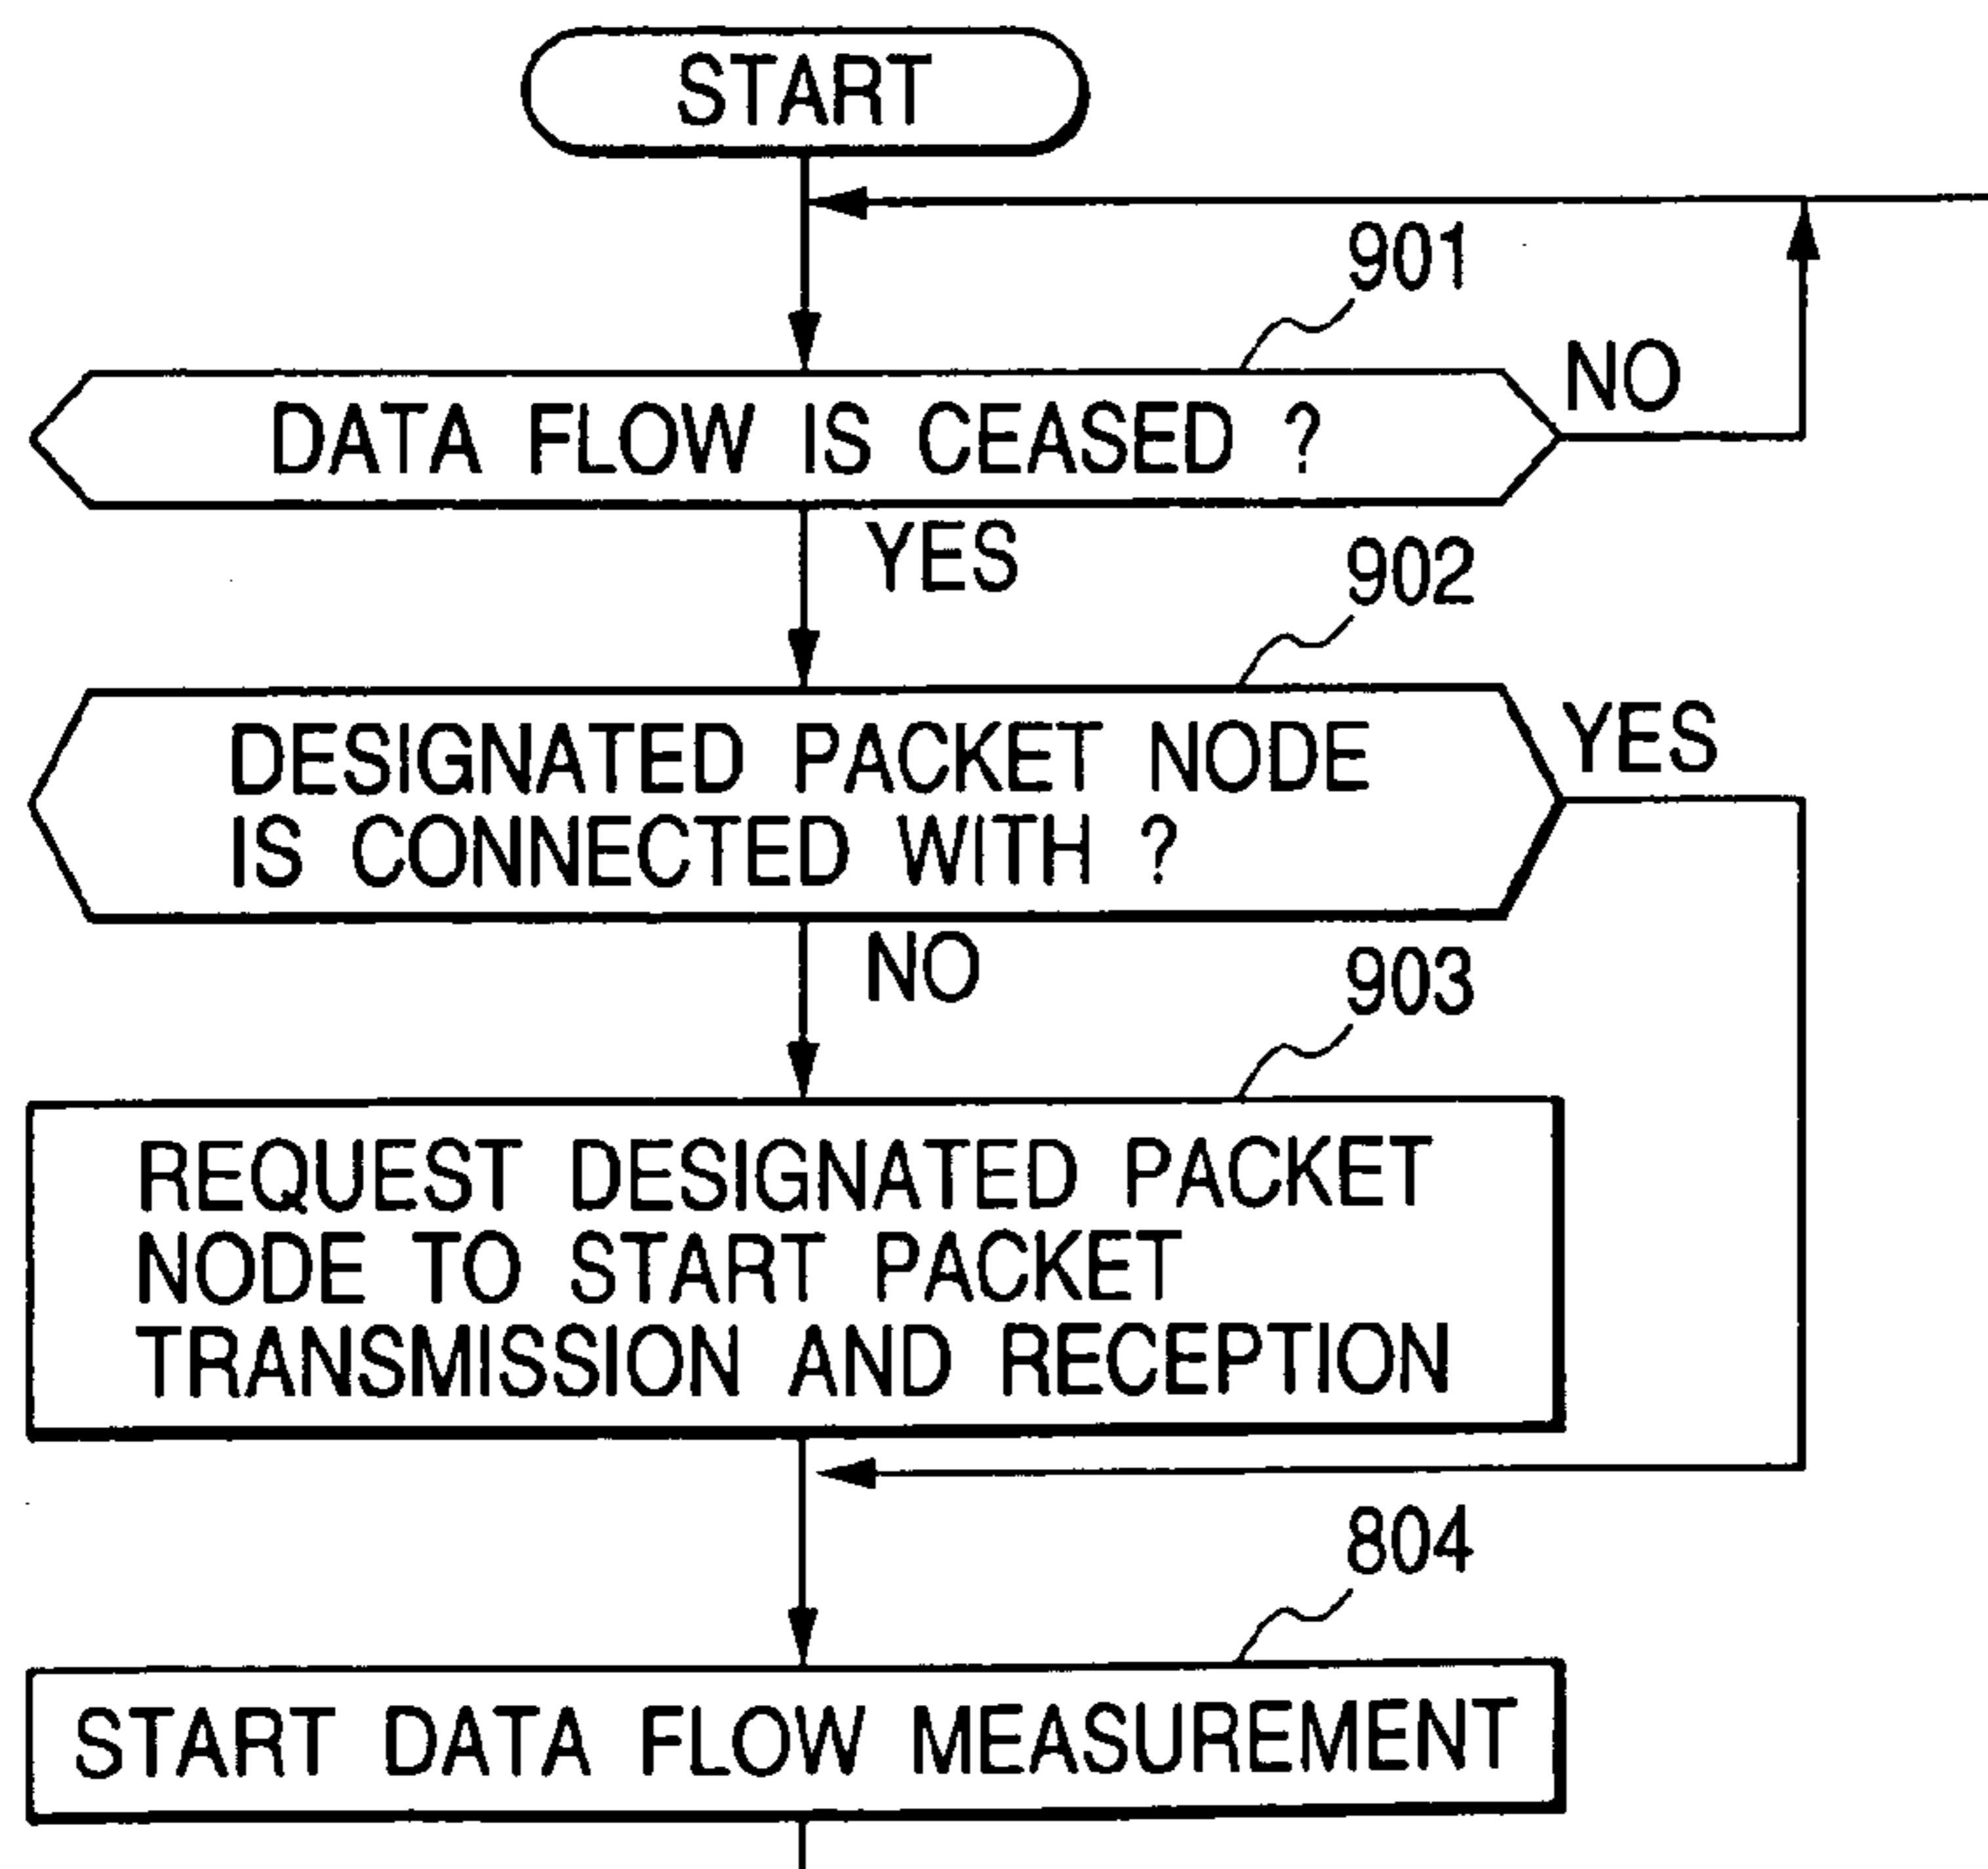 START
901
NO
DATA FLOW IS CEASED ?
YES
902
DESIGNATED PACKET NODE
IS CONNECTED WITH ?
YES
NO
903
REQUEST DESIGNATED PACKET
NODE TO START PACKET
TRANSMISSION AND RECEPTION
804
START DATA FLOW MEASUREMENT